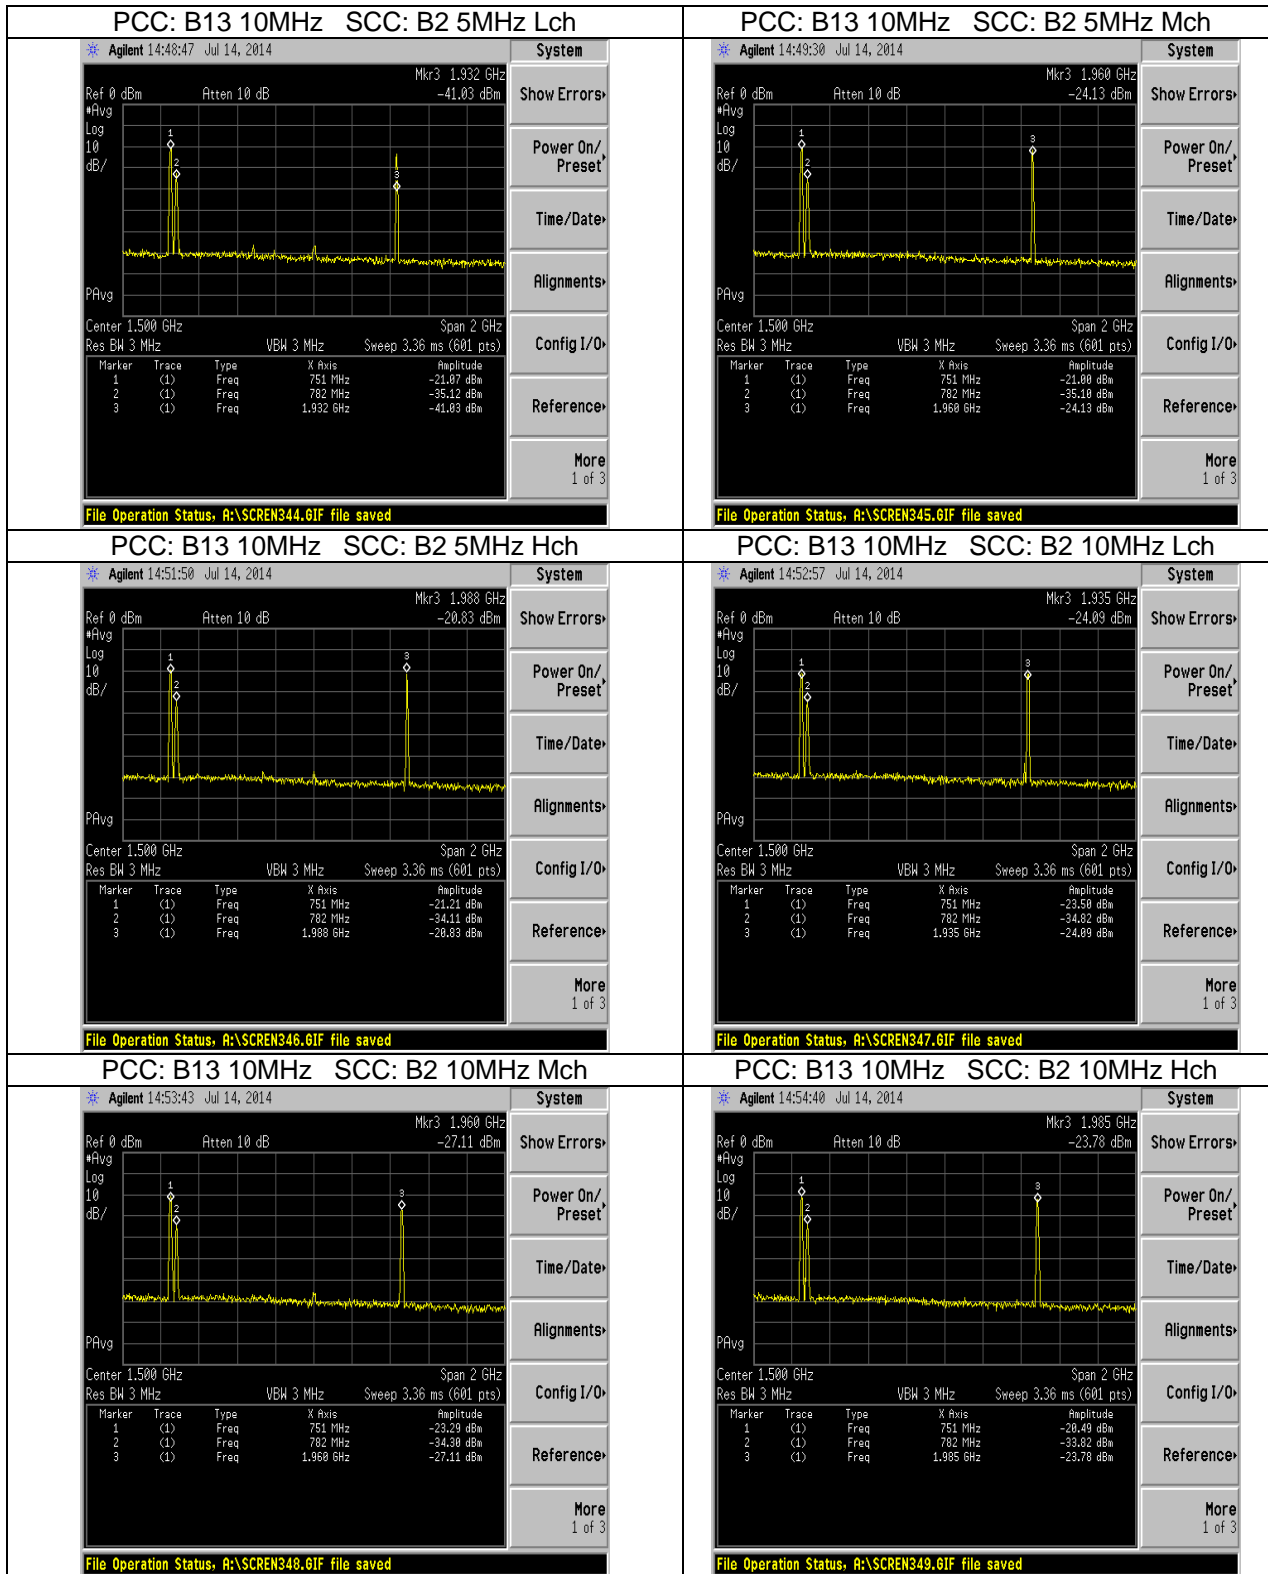 PCC: B13 10MHz SCC: B2 5MHz Lch
Agilent 14:48:47 Jul 14, 2014
System
Mkr3 1.932 GHz
Ref 0 dBm Atten 10 dB -41.03 dBm
#Avg
Log
10
dB/
1
2
3
PAvg
Center 1.500 GHz Span 2 GHz
Res BW 3 MHz VBW 3 MHz Sweep 3.36 ms (601 pts)
Marker Trace Type X Axis Amplitude
1 (1) Freq 751 MHz -21.07 dBm
2 (1) Freq 782 MHz -35.12 dBm
3 (1) Freq 1.932 GHz -41.03 dBm
Show Errors
Power On/
Preset
Time/Date
Alignments
Config I/O
Reference
More
1 of 3
File Operation Status, A:\SCREN344.GIF file saved
PCC: B13 10MHz SCC: B2 5MHz Mch
Agilent 14:49:30 Jul 14, 2014
System
Mkr3 1.960 GHz
Ref 0 dBm Atten 10 dB -24.13 dBm
#Avg
Log
10
dB/
1
2
3
PAvg
Center 1.500 GHz Span 2 GHz
Res BW 3 MHz VBW 3 MHz Sweep 3.36 ms (601 pts)
Marker Trace Type X Axis Amplitude
1 (1) Freq 751 MHz -21.00 dBm
2 (1) Freq 782 MHz -35.10 dBm
3 (1) Freq 1.960 GHz -24.13 dBm
Show Errors
Power On/
Preset
Time/Date
Alignments
Config I/O
Reference
More
1 of 3
File Operation Status, A:\SCREN345.GIF file saved
PCC: B13 10MHz SCC: B2 5MHz Hch
Agilent 14:51:50 Jul 14, 2014
System
Mkr3 1.988 GHz
Ref 0 dBm Atten 10 dB -20.83 dBm
#Avg
Log
10
dB/
1
2
3
PAvg
Center 1.500 GHz Span 2 GHz
Res BW 3 MHz VBW 3 MHz Sweep 3.36 ms (601 pts)
Marker Trace Type X Axis Amplitude
1 (1) Freq 751 MHz -21.21 dBm
2 (1) Freq 782 MHz -34.11 dBm
3 (1) Freq 1.988 GHz -20.83 dBm
Show Errors
Power On/
Preset
Time/Date
Alignments
Config I/O
Reference
More
1 of 3
File Operation Status, A:\SCREN346.GIF file saved
PCC: B13 10MHz SCC: B2 10MHz Lch
Agilent 14:52:57 Jul 14, 2014
System
Mkr3 1.935 GHz
Ref 0 dBm Atten 10 dB -24.09 dBm
#Avg
Log
10
dB/
1
2
3
PAvg
Center 1.500 GHz Span 2 GHz
Res BW 3 MHz VBW 3 MHz Sweep 3.36 ms (601 pts)
Marker Trace Type X Axis Amplitude
1 (1) Freq 751 MHz -23.50 dBm
2 (1) Freq 782 MHz -34.82 dBm
3 (1) Freq 1.935 GHz -24.09 dBm
Show Errors
Power On/
Preset
Time/Date
Alignments
Config I/O
Reference
More
1 of 3
File Operation Status, A:\SCREN347.GIF file saved
PCC: B13 10MHz SCC: B2 10MHz Mch
Agilent 14:53:43 Jul 14, 2014
System
Mkr3 1.960 GHz
Ref 0 dBm Atten 10 dB -27.11 dBm
#Avg
Log
10
dB/
1
2
3
PAvg
Center 1.500 GHz Span 2 GHz
Res BW 3 MHz VBW 3 MHz Sweep 3.36 ms (601 pts)
Marker Trace Type X Axis Amplitude
1 (1) Freq 751 MHz -23.29 dBm
2 (1) Freq 782 MHz -34.30 dBm
3 (1) Freq 1.960 GHz -27.11 dBm
Show Errors
Power On/
Preset
Time/Date
Alignments
Config I/O
Reference
More
1 of 3
File Operation Status, A:\SCREN348.GIF file saved
PCC: B13 10MHz SCC: B2 10MHz Hch
Agilent 14:54:40 Jul 14, 2014
System
Mkr3 1.985 GHz
Ref 0 dBm Atten 10 dB -23.78 dBm
#Avg
Log
10
dB/
1
2
3
PAvg
Center 1.500 GHz Span 2 GHz
Res BW 3 MHz VBW 3 MHz Sweep 3.36 ms (601 pts)
Marker Trace Type X Axis Amplitude
1 (1) Freq 751 MHz -20.49 dBm
2 (1) Freq 782 MHz -33.82 dBm
3 (1) Freq 1.985 GHz -23.78 dBm
Show Errors
Power On/
Preset
Time/Date
Alignments
Config I/O
Reference
More
1 of 3
File Operation Status, A:\SCREN349.GIF file saved